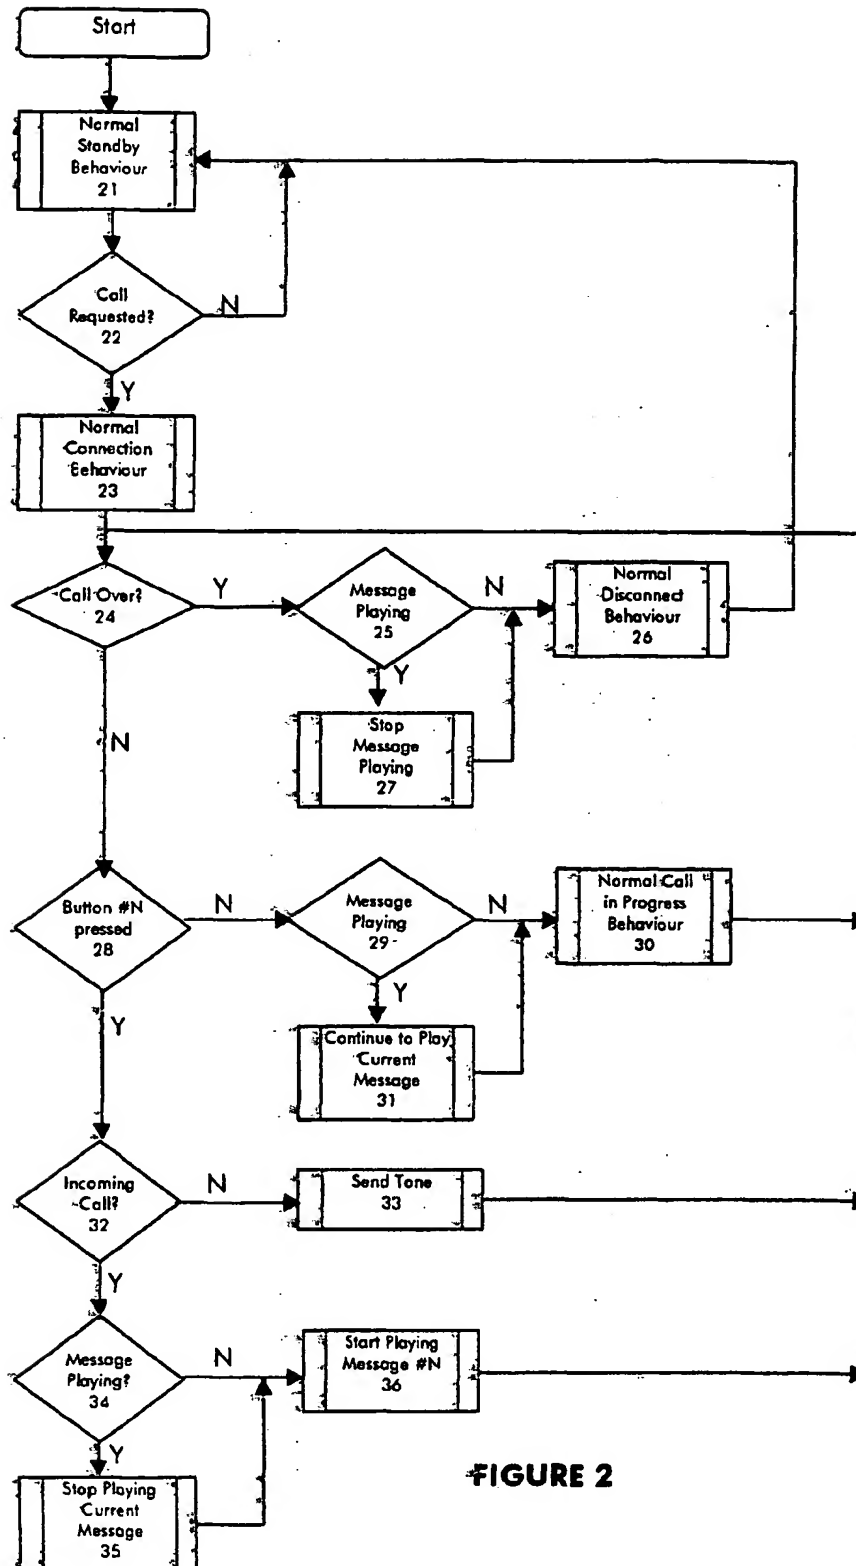 Start
Normal
Standby
Behaviour
21
Call
Requested?
22
N
Y
Normal
Connection
Behaviour
23
Call Over?
24
Y
Message
Playing
25
N
Normal
Disconnect
Behaviour
26
Y
Stop
Message
Playing
27
N
Button #N
pressed
28
N
Message
Playing
29
N
Normal Call
in Progress
Behaviour
30
Y
Continue to Play
Current
Message
31
Y
Incoming
Call?
32
N
Send Tone
33
Y
Message
Playing?
34
N
Start Playing
Message #N
36
Y
Stop Playing
Current
Message
35
FIGURE 2